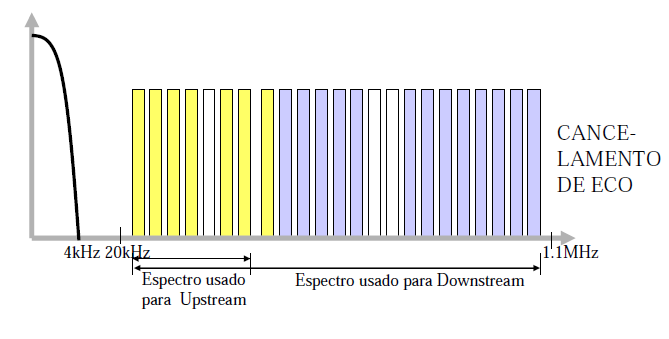 CANCE-
LAMENTO
DE ECO
4kHz 20kHz
1.1MHz
Espectro usado
para Upstream
Espectro usado para Downstream